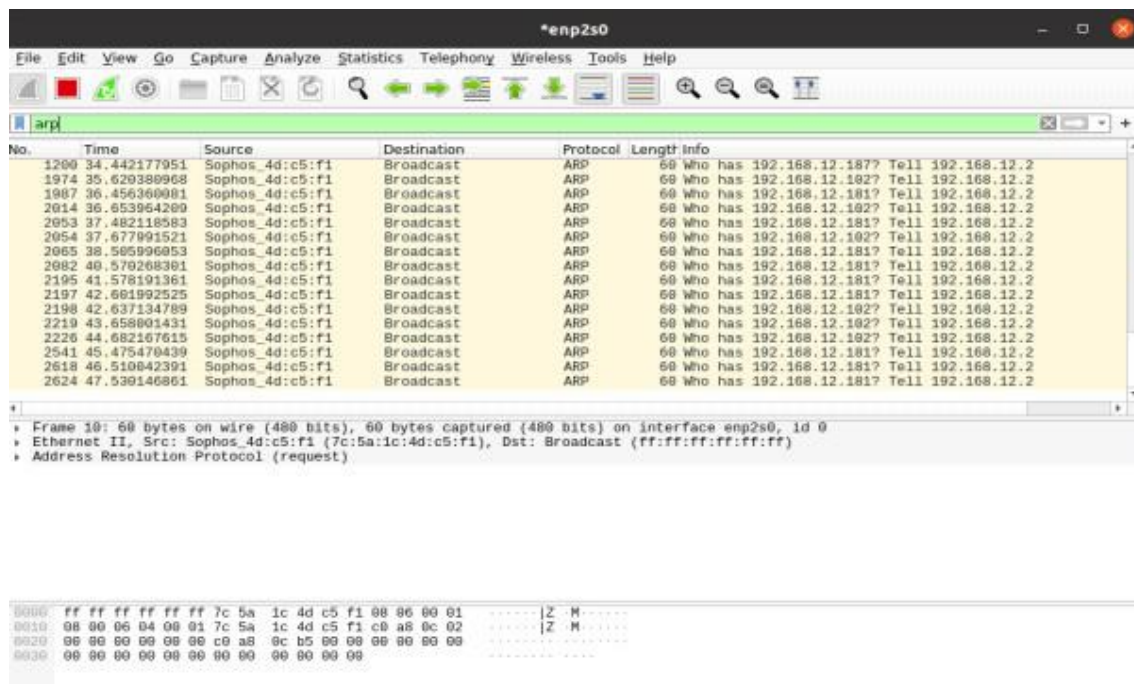 *enp2s0
File Edit View Go Capture Analyze Statistics Telephony Wireless Tools Help
arp
No. Time Source Destination Protocol Length Info
1200 34.442177951 Sophos_4d:c5:f1 Broadcast ARP 60 Who has 192.168.12.187? Tell 192.168.12.2
1974 35.620380968 Sophos_4d:c5:f1 Broadcast ARP 60 Who has 192.168.12.102? Tell 192.168.12.2
1987 36.456360081 Sophos_4d:c5:f1 Broadcast ARP 60 Who has 192.168.12.181? Tell 192.168.12.2
2014 36.653964209 Sophos_4d:c5:f1 Broadcast ARP 60 Who has 192.168.12.102? Tell 192.168.12.2
2053 37.482118583 Sophos_4d:c5:f1 Broadcast ARP 60 Who has 192.168.12.181? Tell 192.168.12.2
2054 37.677991521 Sophos_4d:c5:f1 Broadcast ARP 60 Who has 192.168.12.102? Tell 192.168.12.2
2065 38.505996053 Sophos_4d:c5:f1 Broadcast ARP 60 Who has 192.168.12.181? Tell 192.168.12.2
2082 40.570268301 Sophos_4d:c5:f1 Broadcast ARP 60 Who has 192.168.12.181? Tell 192.168.12.2
2195 41.578191361 Sophos_4d:c5:f1 Broadcast ARP 60 Who has 192.168.12.181? Tell 192.168.12.2
2197 42.601992525 Sophos_4d:c5:f1 Broadcast ARP 60 Who has 192.168.12.181? Tell 192.168.12.2
2198 42.637134789 Sophos_4d:c5:f1 Broadcast ARP 60 Who has 192.168.12.102? Tell 192.168.12.2
2219 43.658001431 Sophos_4d:c5:f1 Broadcast ARP 60 Who has 192.168.12.102? Tell 192.168.12.2
2226 44.682167615 Sophos_4d:c5:f1 Broadcast ARP 60 Who has 192.168.12.102? Tell 192.168.12.2
2541 45.475470439 Sophos_4d:c5:f1 Broadcast ARP 60 Who has 192.168.12.181? Tell 192.168.12.2
2618 46.510042391 Sophos_4d:c5:f1 Broadcast ARP 60 Who has 192.168.12.181? Tell 192.168.12.2
2624 47.530146861 Sophos_4d:c5:f1 Broadcast ARP 60 Who has 192.168.12.181? Tell 192.168.12.2
Frame 10: 60 bytes on wire (480 bits), 60 bytes captured (480 bits) on interface enp2s0, id 0
Ethernet II, Src: Sophos_4d:c5:f1 (7c:5a:1c:4d:c5:f1), Dst: Broadcast (ff:ff:ff:ff:ff:ff)
Address Resolution Protocol (request)
0000 ff ff ff ff ff ff 7c 5a 1c 4d c5 f1 08 06 00 01 ······|Z ·M······
0010 08 00 06 04 00 01 7c 5a 1c 4d c5 f1 c0 a8 0c 02 ······|Z ·M······
0020 00 00 00 00 00 00 c0 a8 0c b5 00 00 00 00 00 00 ········ ········
0030 00 00 00 00 00 00 00 00 00 00 00 00 ········ ····